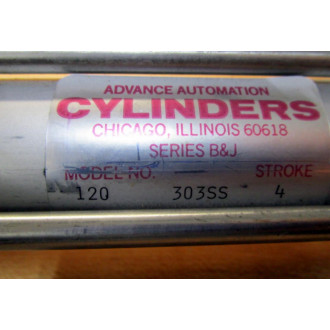 ADVANCE AUTOMATION
CYLINDERS
CHICAGO, ILLINOIS 60618
SERIES B&J
MODEL NO. STROKE
120 303SS 4